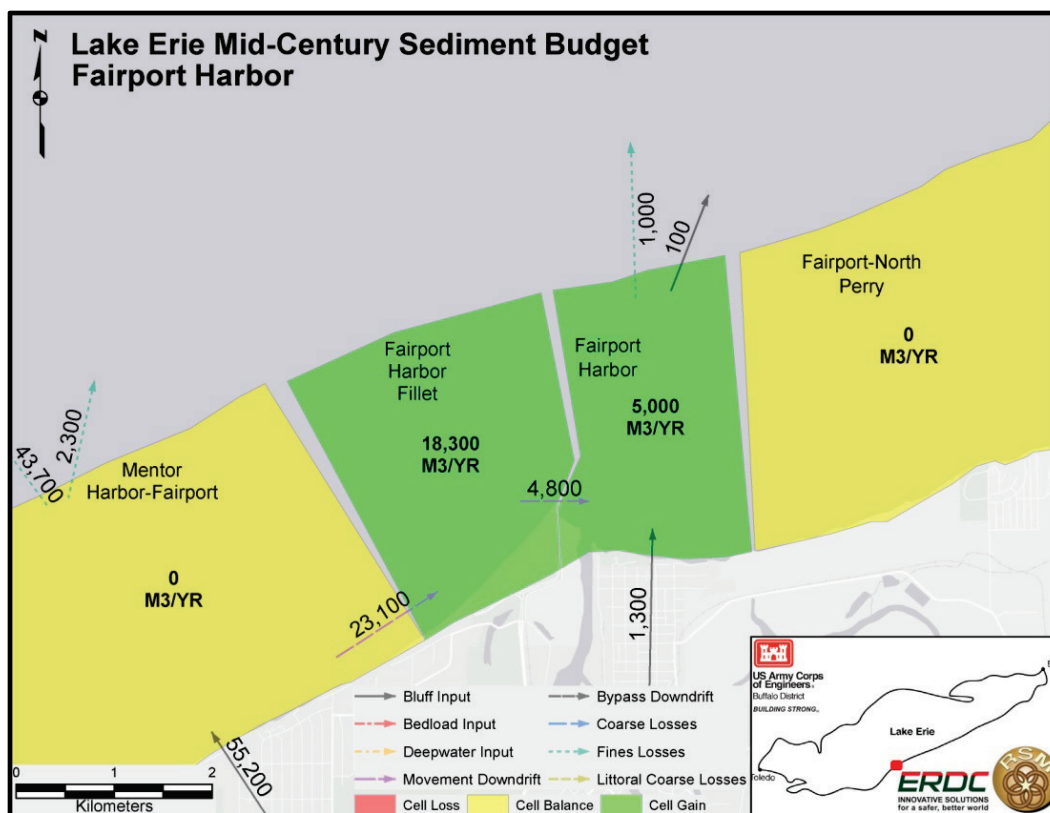 N
Lake Erie Mid-Century Sediment Budget
Fairport Harbor
1,000
100
Fairport-North
Perry
0
M3/YR
Fairport
Harbor
Fillet
Fairport
Harbor
5,000
M3/YR
18,300
M3/YR
43,700
2,300
Mentor
Harbor-Fairport
4,800
0
M3/YR
23,100
1,300
55,200
0 1 2
Kilometers
Bluff Input
Bypass Downdrift
Bedload Input
Coarse Losses
Deepwater Input
Fines Losses
Movement Downdrift
Littoral Coarse Losses
Cell Loss
Cell Balance
Cell Gain
US Army Corps
of Engineers®
Buffalo District
BUILDING STRONG®
Lake Erie
Toledo
ERDC
INNOVATIVE SOLUTIONS
for a safer, better world
RSM